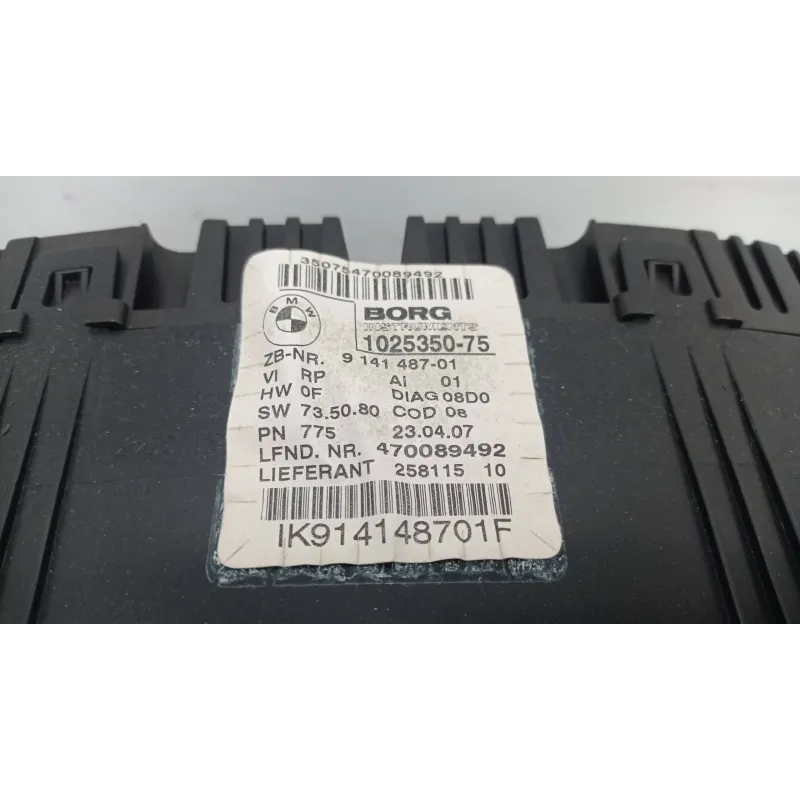 35075470089492
BMW
BORG
INSTRUMENTS
1025350-75
ZB-NR. 9 141 487-01
VI RP AI 01
HW 0F DIAG 08D0
SW 73.50.80 COD 08
PN 775 23.04.07
LFND. NR. 470089492
LIEFERANT 258115 10
IK914148701F